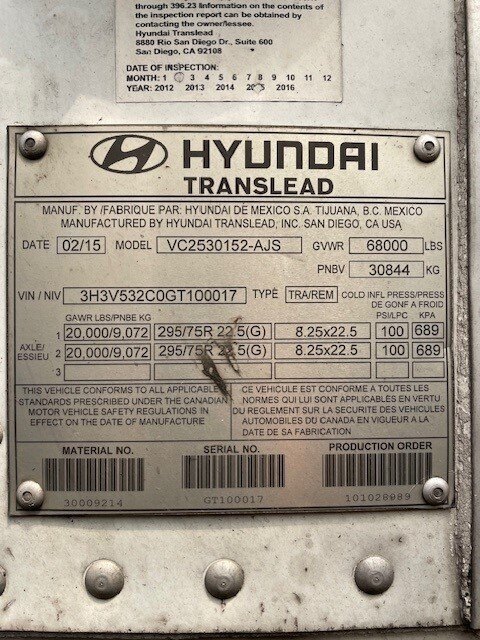 through 396.23 Information on the contents of
the inspection report can be obtained by
contacting the owner/lessee.
Hyundai Translead
8880 Rio San Diego Dr., Suite 600
San Diego, CA 92108
DATE OF INSPECTION:
MONTH: 1 3 4 5 6 7 8 9 10 11 12
YEAR: 2012 2013 2014 2015 2016
HYUNDAI
TRANSLEAD
MANUF. BY /FABRIQUE PAR: HYUNDAI DE MEXICO S.A. TIJUANA, B.C. MEXICO
MANUFACTURED BY HYUNDAI TRANSLEAD, INC. SAN DIEGO, CA USA
DATE 02/15 MODEL VC2530152-AJS GVWR 68000 LBS
PNBV 30844 KG
VIN / NIV 3H3V532C0GT100017 TYPE TRA/REM COLD INFL PRESS/PRESS
DE GONF A FROID
GAWR LBS/PNBE KG PSI/LPC KPA
AXLE/
ESSIEU
1 20,000/9,072 295/75R 22.5(G) 8.25x22.5 100 689
2 20,000/9,072 295/75R 22.5(G) 8.25x22.5 100 689
3
THIS VEHICLE CONFORMS TO ALL APPLICABLE
STANDARDS PRESCRIBED UNDER THE CANADIAN
MOTOR VEHICLE SAFETY REGULATIONS IN
EFFECT ON THE DATE OF MANUFACTURE
CE VEHICULE EST CONFORME A TOUTES LES
NORMES QUI LUI SONT APPLICABLES EN VERTU
DU REGLEMENT SUR LA SECURITE DES VEHICULES
AUTOMOBILES DU CANADA EN VIGUEUR A LA
DATE DE SA FABRICATION
MATERIAL NO. SERIAL NO. PRODUCTION ORDER
30009214 GT100017 101028989